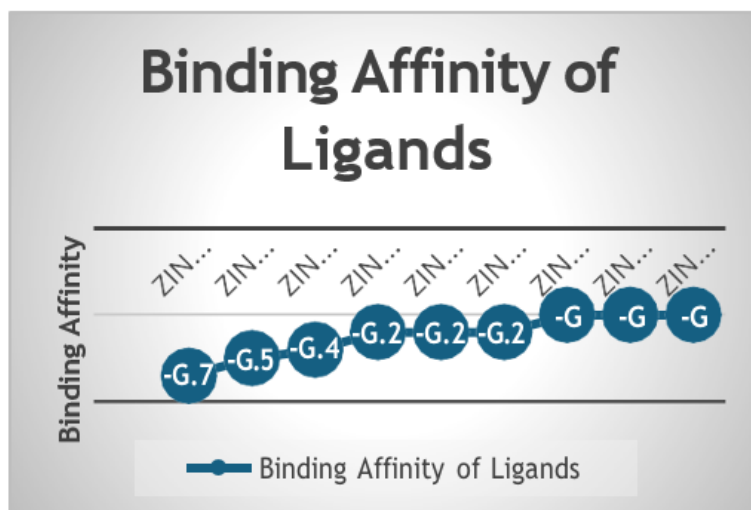 Binding Affinity of
Ligands
Binding Affinity
ZIN...
ZIN...
ZIN...
ZIN...
ZIN...
ZIN...
ZIN...
ZIN...
ZIN...
-G.7
-G.5
-G.4
-G.2
-G.2
-G.2
-G
-G
-G
Binding Affinity of Ligands